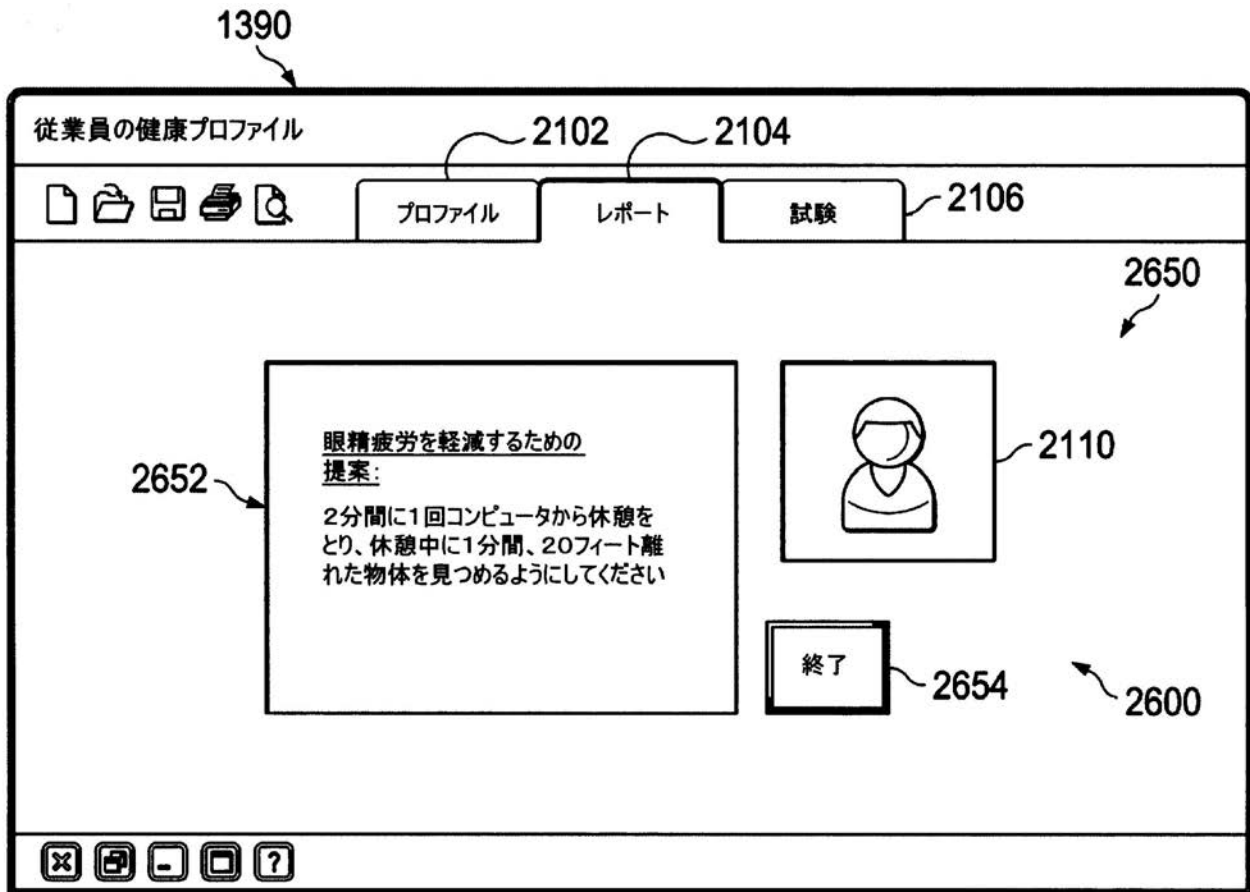 1390
従業員の健康プロファイル
2102
2104
プロファイル
レポート
試験
2106
2650
眼精疲労を軽減するための
提案:
2分間に1回コンピュータから休憩を
とり、休憩中に1分間、20フィート離
れた物体を見つめるようにしてください
2652
2110
終了
2654
2600
?